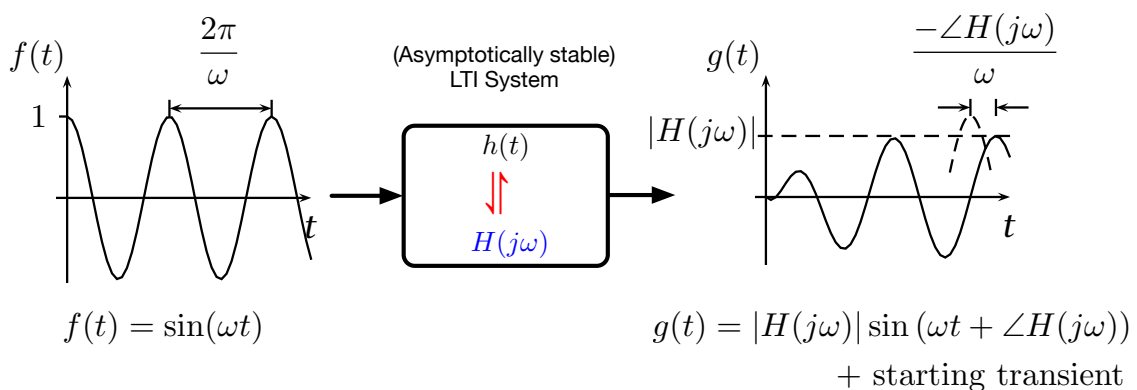 f(t)
2π/ω
1
t
f(t) = sin(ωt)
(Asymptotically stable)
LTI System
h(t)
H(jω)
g(t)
−∠H(jω)/ω
|H(jω)|
t
g(t) = |H(jω)| sin (ωt + ∠H(jω))
+ starting transient